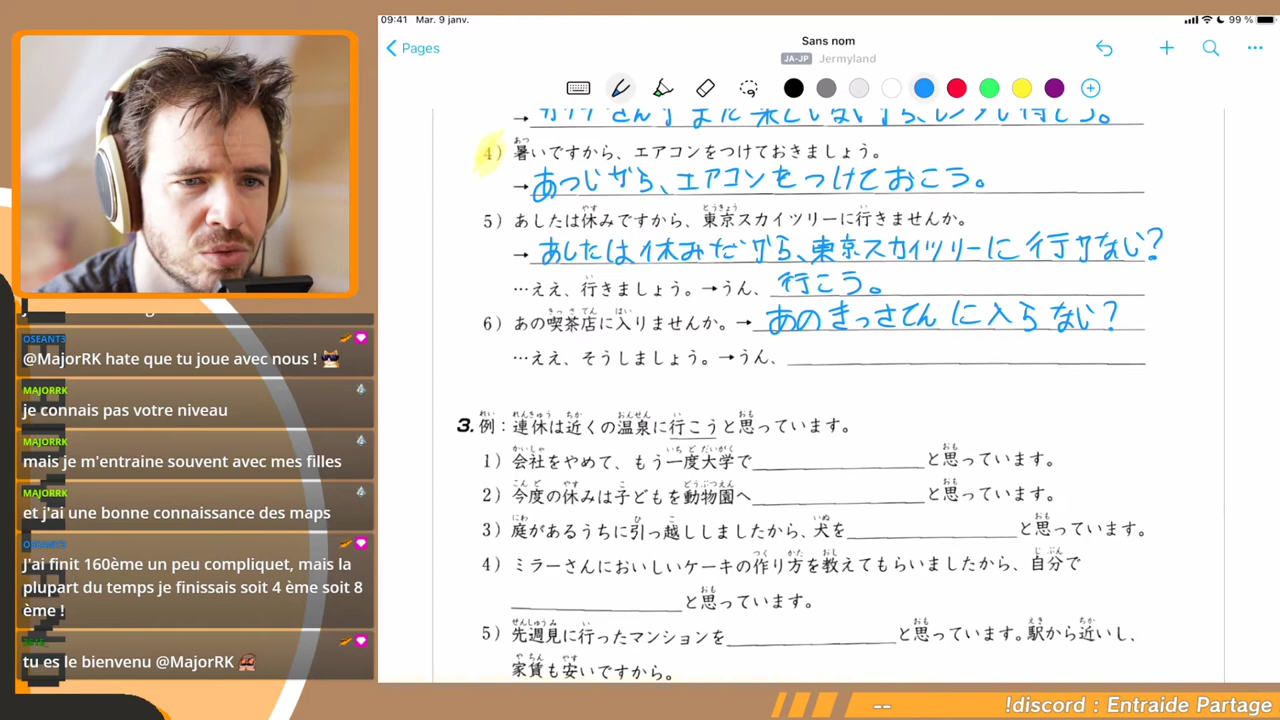 09:41 Mar. 9 janv.
99 %
Pages
Sans nom
JA-JP Jermyland
4) 暑いですから、エアコンをつけておきましょう。
→ あついから、エアコンをつけておこう。
5) あしたは休みですから、東京スカイツリーに行きませんか。
→ あしたは休みだから、東京スカイツリーに行かない?
…ええ、行きましょう。→うん、行こう。
6) あの喫茶店に入りませんか。→ あのきっさてんに入らない?
…ええ、そうしましょう。→うん、
3. 例:連休は近くの温泉に行こうと思っています。
1) 会社をやめて、もう一度大学で と思っています。
2) 今度の休みは子どもを動物園へ と思っています。
3) 庭があるうちに引っ越ししましたから、犬を と思っています。
4) ミラーさんにおいしいケーキの作り方を教えてもらいましたから、自分で
と思っています。
5) 先週見に行ったマンションを と思っています。駅から近いし、
家賃も安いですから。
OSEANT3
@MajorRK hate que tu joue avec nous !
MAJORRK
je connais pas votre niveau
MAJORRK
mais je m'entraine souvent avec mes filles
MAJORRK
et j'ai une bonne connaissance des maps
OSEANT3
J'ai finit 160ème un peu compliquet, mais la
plupart du temps je finissais soit 4 ème soit 8
ème !
tu es le bienvenu @MajorRK
-- !discord : Entraide Partage